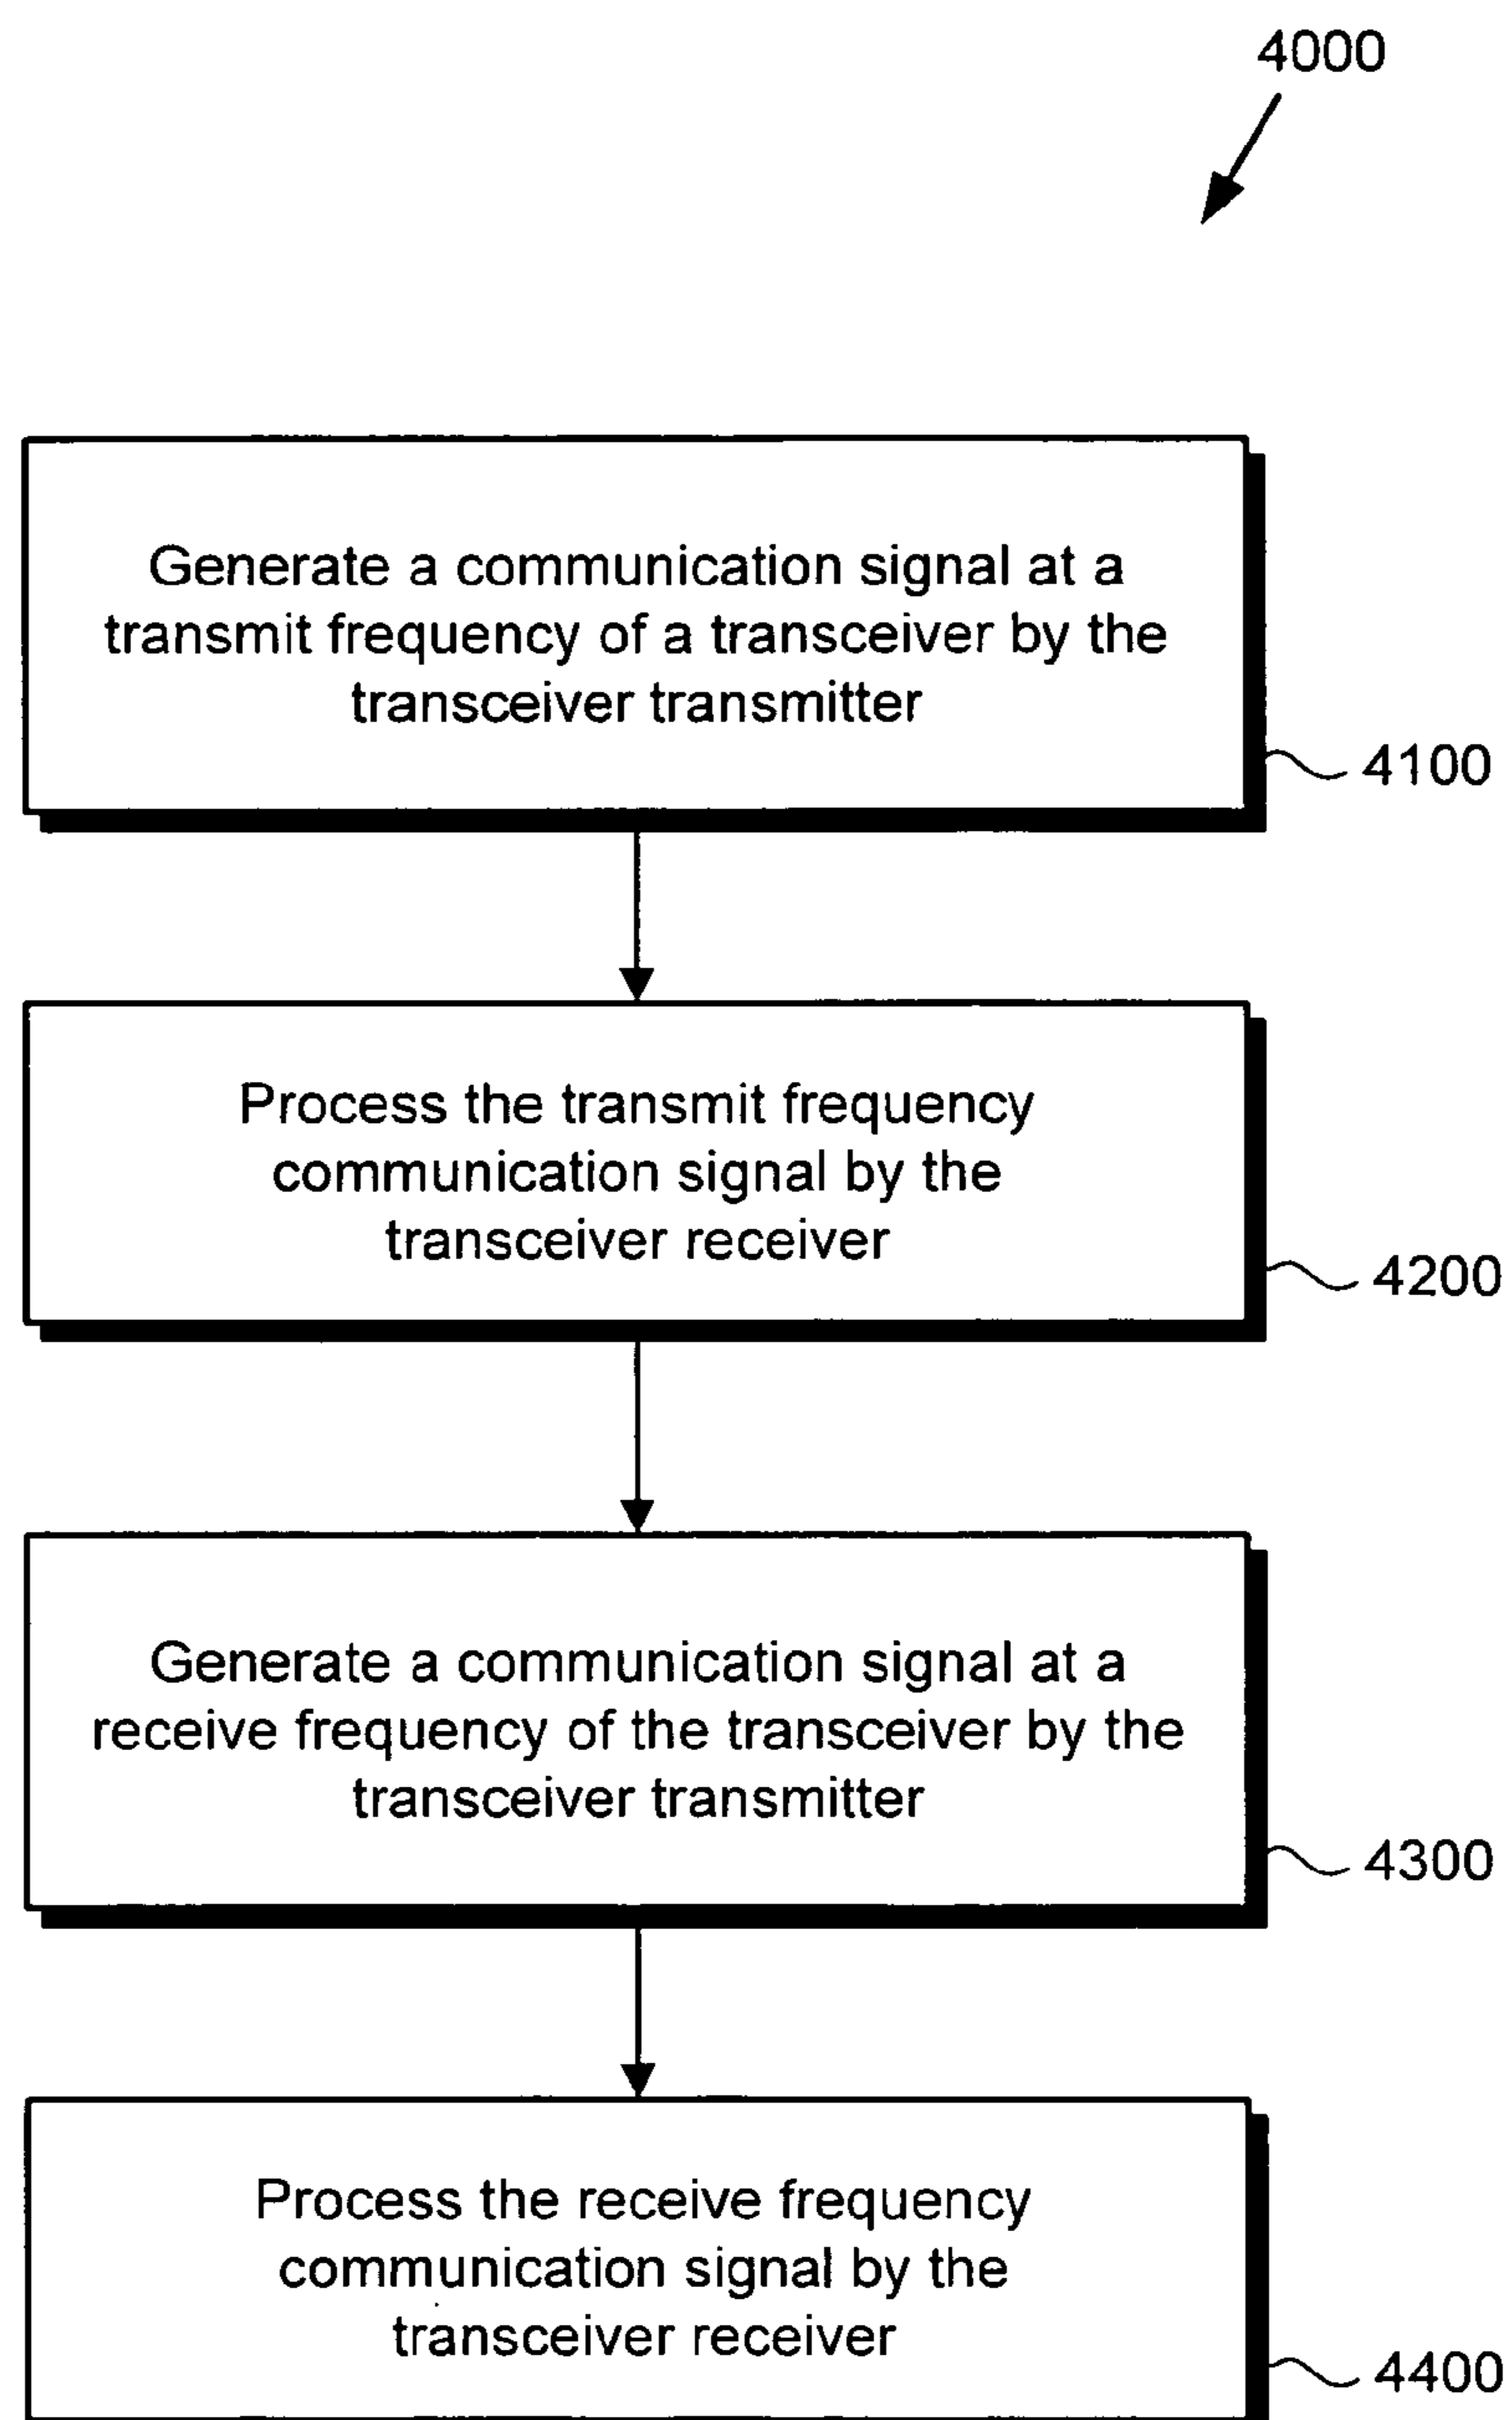 4000
Generate a communication signal at a
transmit frequency of a transceiver by the
transceiver transmitter
4100
Process the transmit frequency
communication signal by the
transceiver receiver
4200
Generate a communication signal at a
receive frequency of the transceiver by the
transceiver transmitter
4300
Process the receive frequency
communication signal by the
transceiver receiver
4400